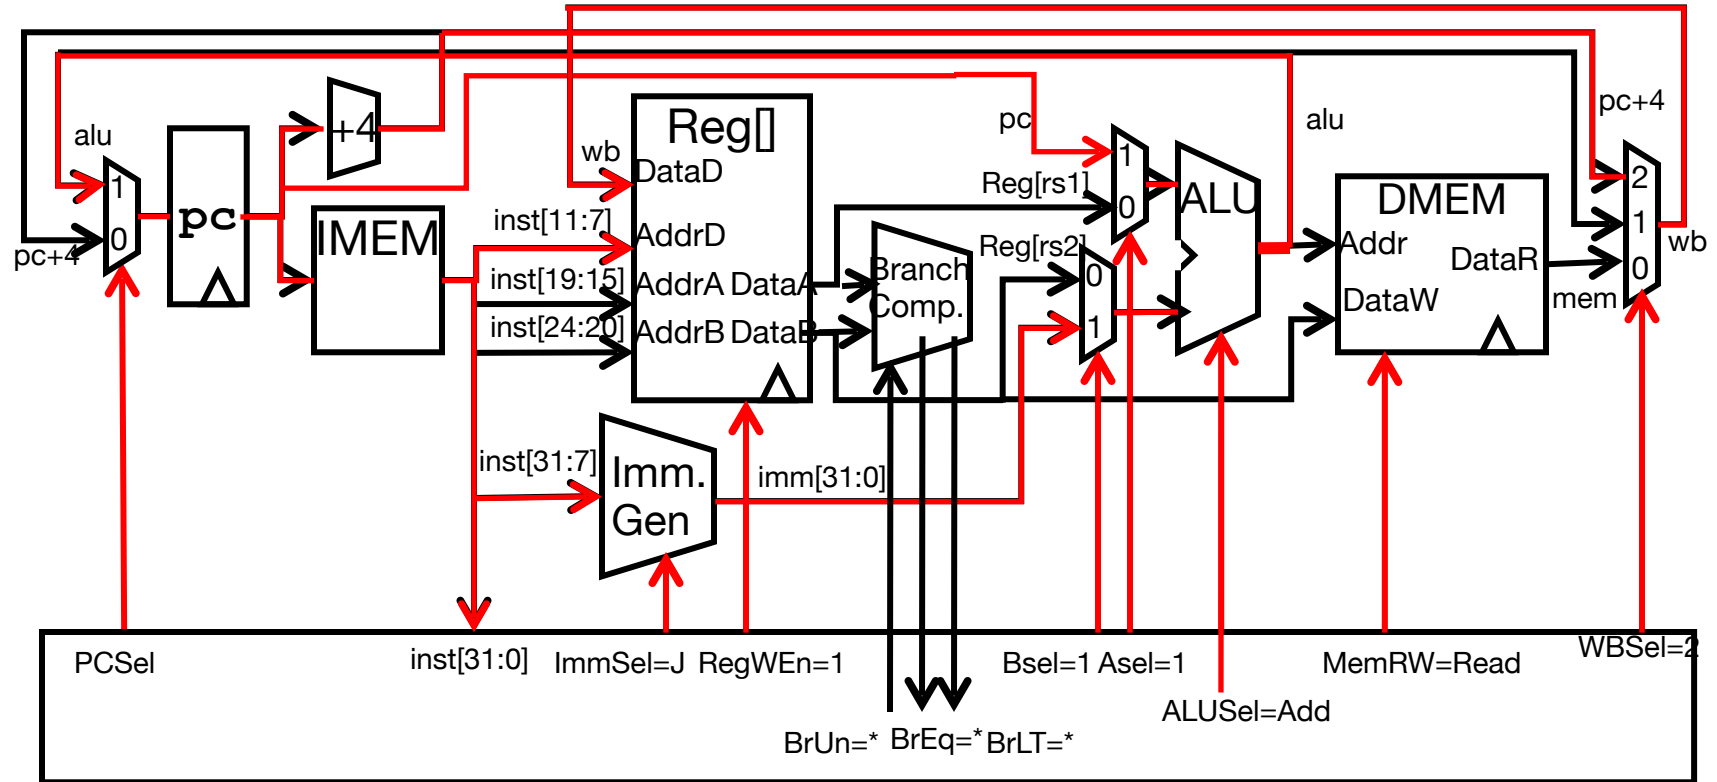 alu
1
0
pc+4
pc
+4
IMEM
Reg[]
wb
DataD
inst[11:7]
AddrD
inst[19:15]
AddrA DataA
inst[24:20]
AddrB DataB
inst[31:7]
Imm.
Gen
imm[31:0]
Branch
Comp.
pc
Reg[rs1]
1
0
Reg[rs2]
0
1
ALU
alu
DMEM
Addr
DataR
DataW
mem
pc+4
2
1
0
wb
PCSel
inst[31:0]
ImmSel=J
RegWEn=1
BrUn=*
BrEq=*
BrLT=*
Bsel=1
Asel=1
ALUSel=Add
MemRW=Read
WBSel=2